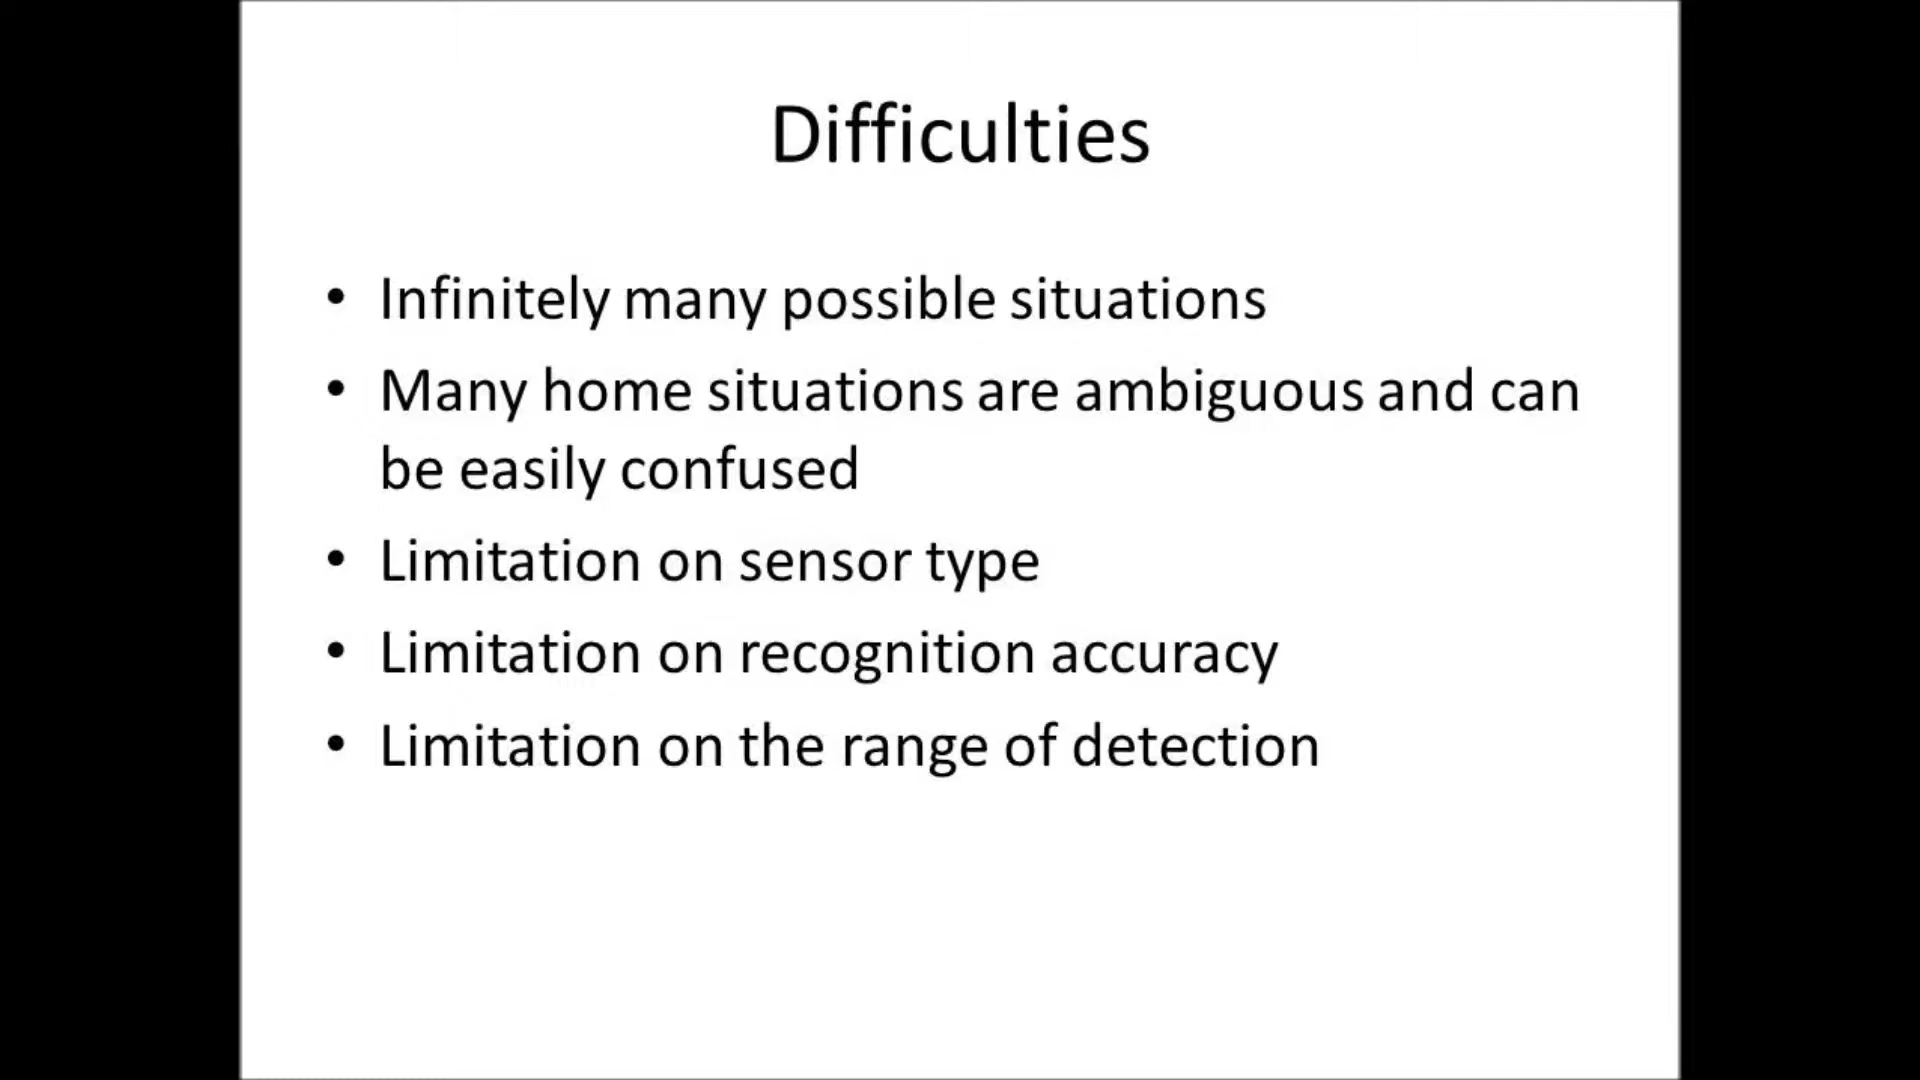 Difficulties
• Infinitely many possible situations
• Many home situations are ambiguous and can
be easily confused
• Limitation on sensor type
• Limitation on recognition accuracy
• Limitation on the range of detection